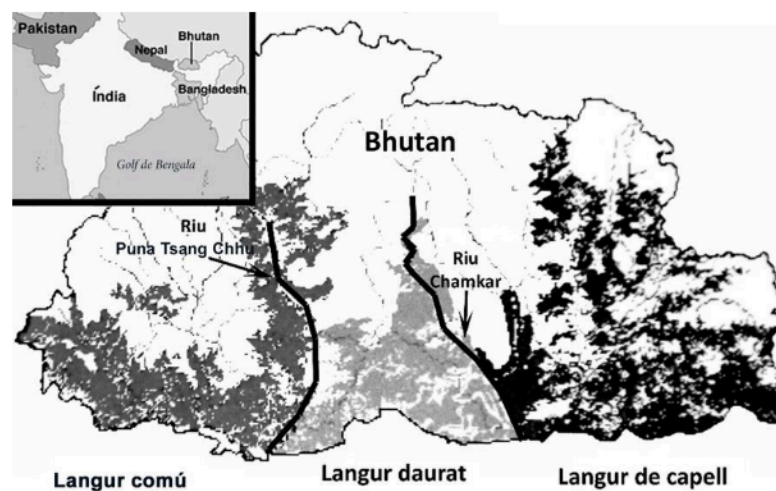 Pakistan
Nepal
Bhutan
Índia
Bangladesh
Golf de Bengala
Bhutan
Riu
Puna Tsang Chhu
Riu
Chamkar
Langur comú
Langur daurat
Langur de capell